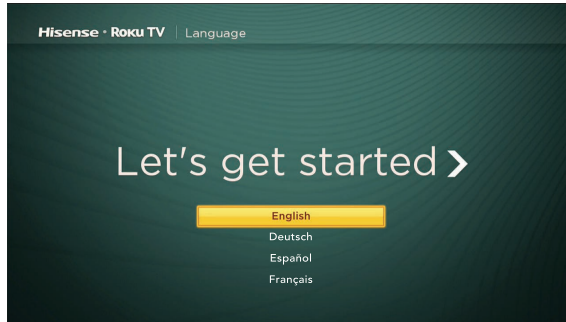 Hisense · Roku TV | Language
Let's get started
English
Deutsch
Español
Français